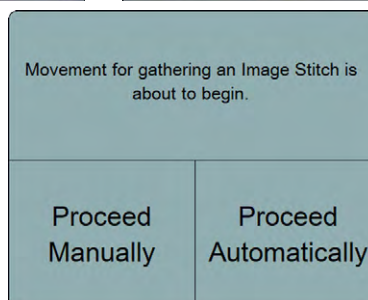 Movement for gathering an Image Stitch is
about to begin.
Proceed
Manually
Proceed
Automatically